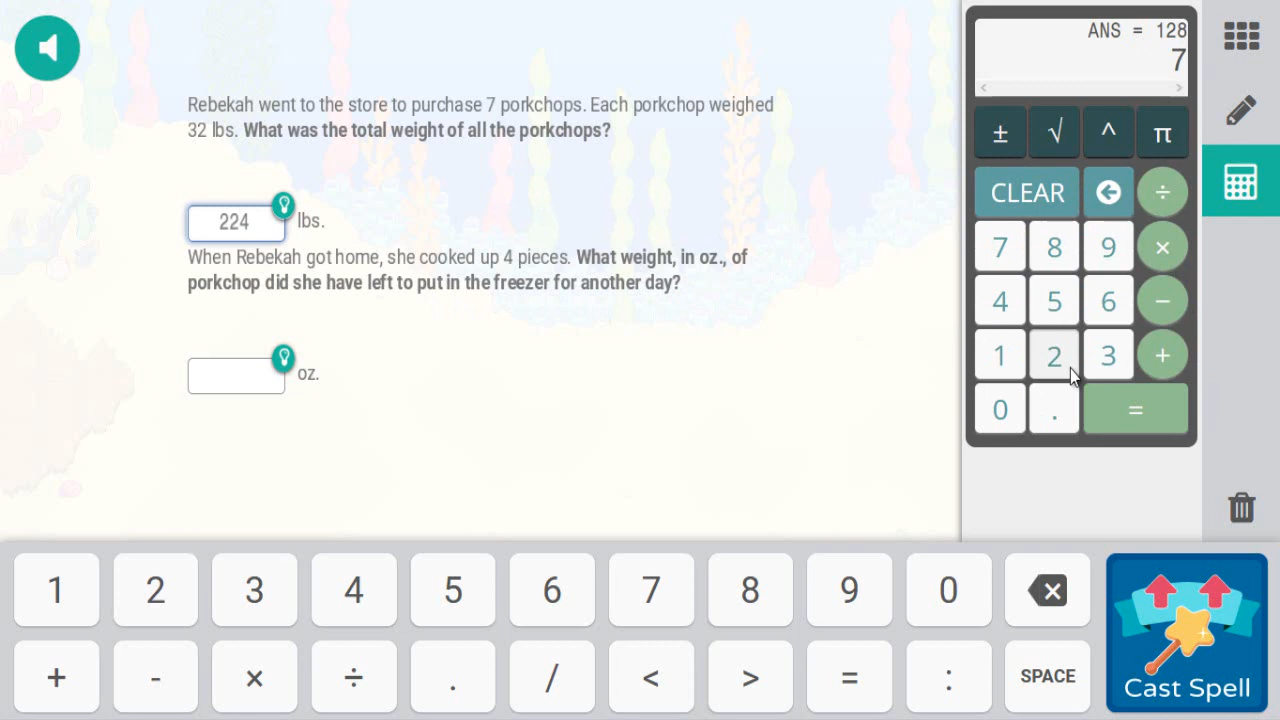 Rebekah went to the store to purchase 7 porkchops. Each porkchop weighed
32 lbs. What was the total weight of all the porkchops?
224 lbs.
When Rebekah got home, she cooked up 4 pieces. What weight, in oz., of
porkchop did she have left to put in the freezer for another day?
oz.
ANS = 128
7
± √ ^ π
CLEAR ÷
7 8 9 ×
4 5 6 −
1 2 3 +
0 . =
1 2 3 4 5 6 7 8 9 0
+ - × ÷ . / < > = : SPACE
Cast Spell